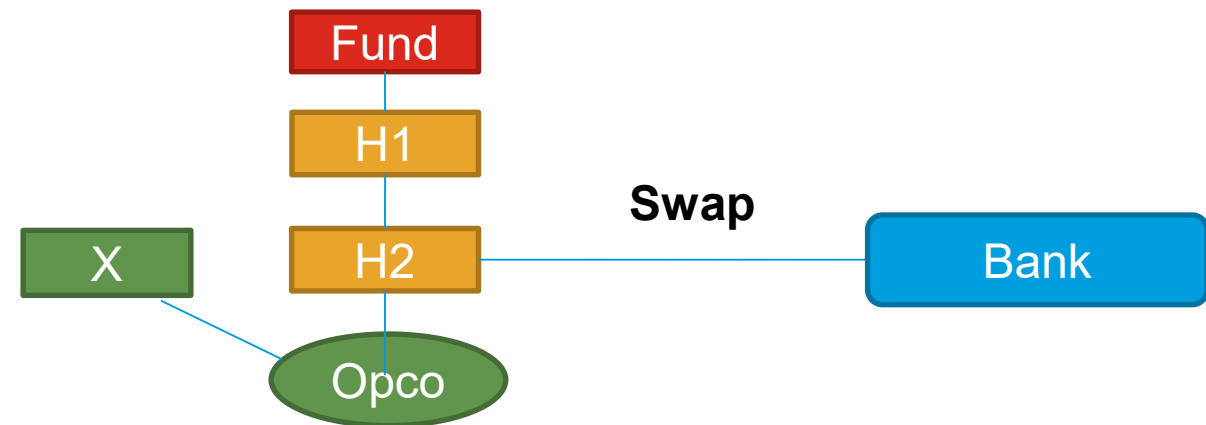 Fund
H1
Swap
X
H2
Bank
Opco